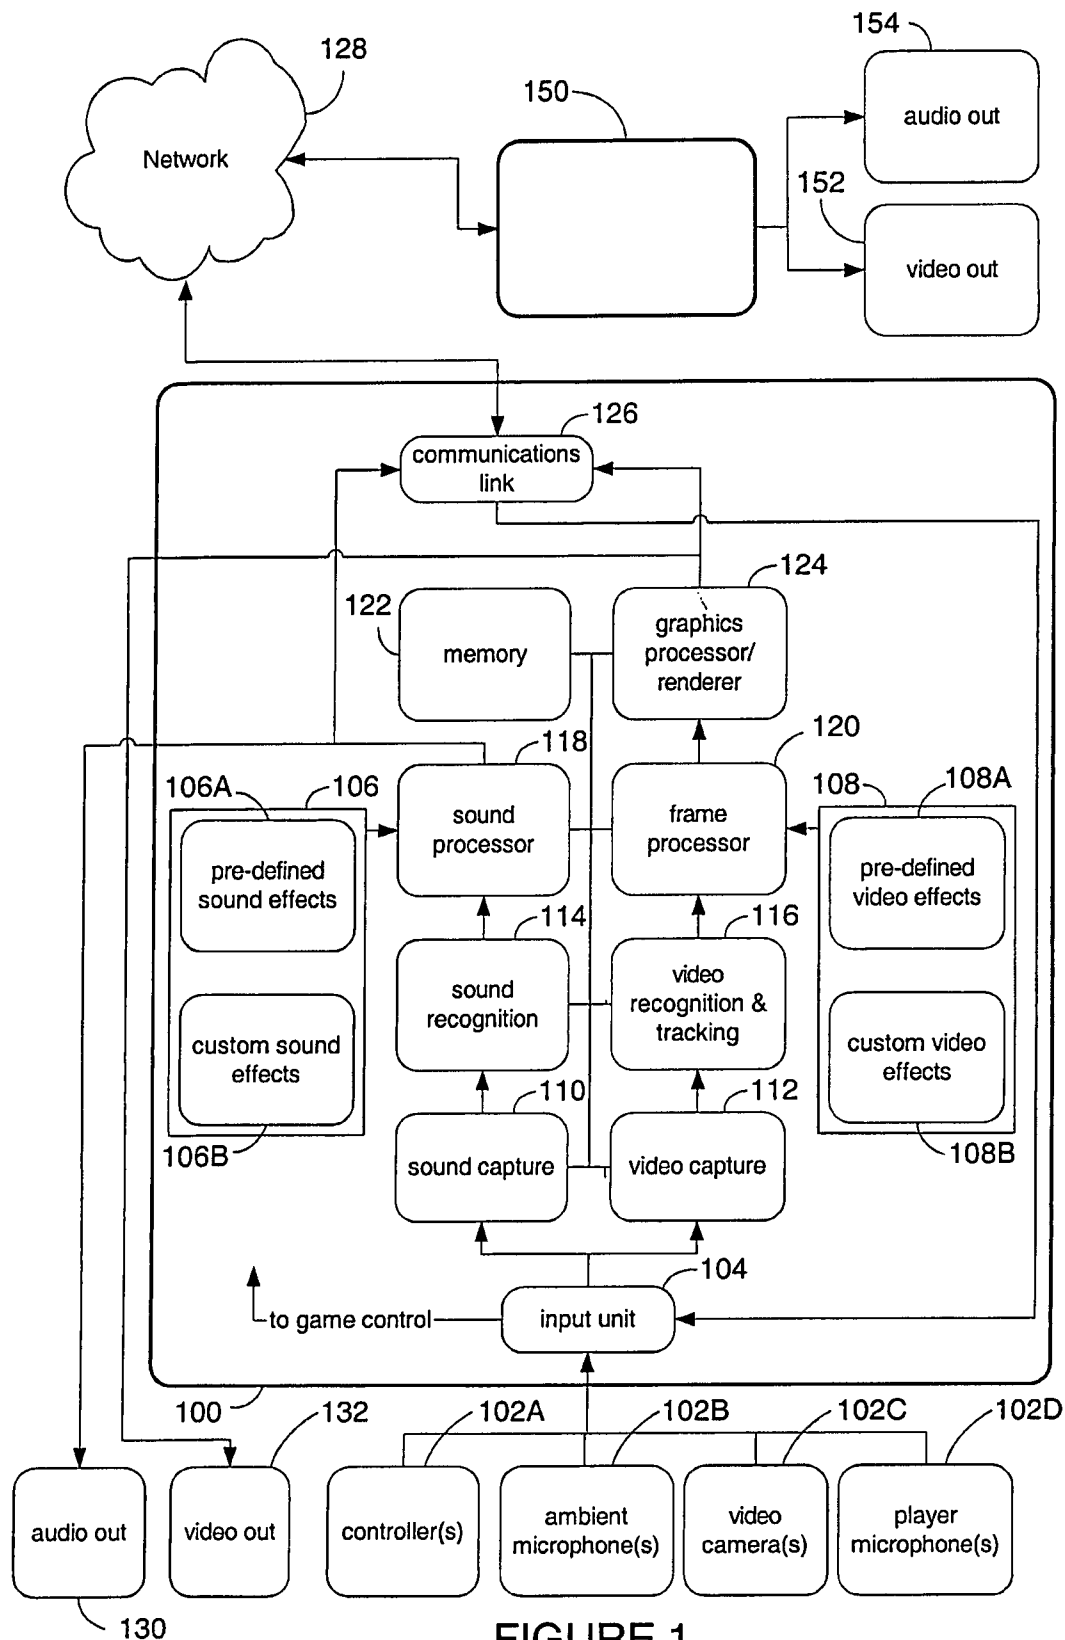 154
128
audio out
150
Network
152
video out
126
communications
link
124
122
graphics
processor/
renderer
memory
118
120
106A
106
108
108A
sound
processor
frame
processor
pre-defined
sound effects
pre-defined
video effects
114
116
sound
recognition
video
recognition &
tracking
custom sound
effects
custom video
effects
110
112
106B
108B
sound capture
video capture
104
to game control
input unit
100
132
102A
102B
102C
102D
audio out
video out
controller(s)
ambient
microphone(s)
video
camera(s)
player
microphone(s)
130
FIGURE 1